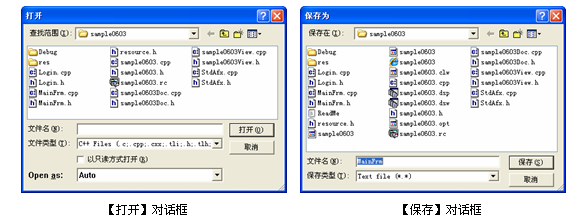 打开
查找范围(I): sample0603
Debug
res
Login.cpp
Login.h
MainFrm.cpp
MainFrm.h
resource.h
sample0603.cpp
sample0603.h
sample0603.rc
sample0603Doc.cpp
sample0603Doc.h
sample0603View.cpp
sample0603View.h
StdAfx.cpp
StdAfx.h
文件名(N): 打开(O)
文件类型(T): C++ Files (.c;.cpp;.cxx;.tli;.h;.tlh; 取消
以只读方式打开(R)
Open as: Auto
【打开】对话框
保存为
保存在(I): sample0603
Debug
res
Login.cpp
Login.h
MainFrm.cpp
MainFrm.h
ReadMe
resource.h
sample0603
sample0603
sample0603
sample0603.clw
sample0603.cpp
sample0603.dsp
sample0603.dsw
sample0603.h
sample0603.opt
sample0603.rc
sample0603Doc.cpp
sample0603Doc.h
sample0603View.cpp
sample0603View.h
StdAfx.cpp
StdAfx.h
文件名(N): MainFrm 保存(S)
保存类型(T): Text file (*.*) 取消
【保存】对话框